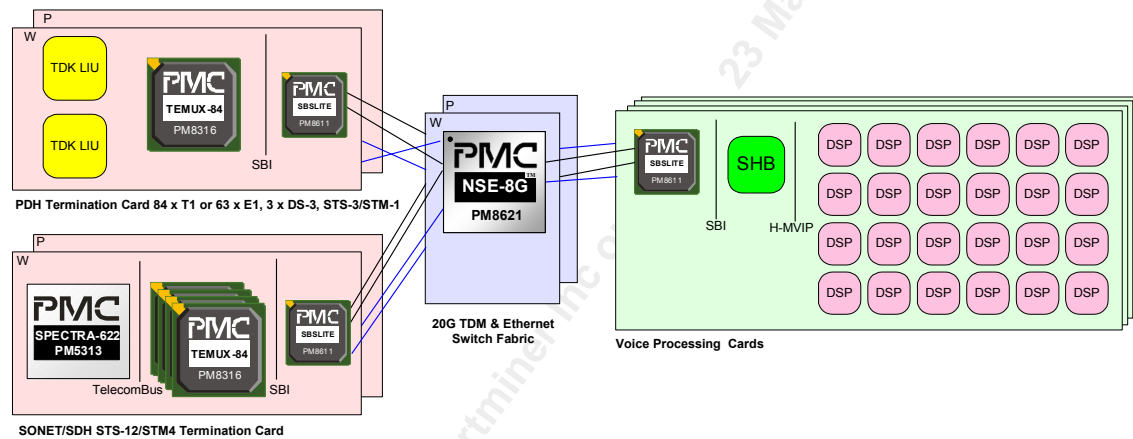 P
W
TDK LIU
TDK LIU
PMC
TEMUX-84
PM8316
SBI
PMC
SBSLITE
PM8611
PDH Termination Card 84 x T1 or 63 x E1, 3 x DS-3, STS-3/STM-1
P
W
PMC
SPECTRA-622
PM5313
TelecomBus
PMC
TEMUX-84
PM8316
SBI
PMC
SBSLITE
PM8611
SONET/SDH STS-12/STM4 Termination Card
P
W
PMC
NSE-8G™
PM8621
20G TDM & Ethernet
Switch Fabric
PMC
SBSLITE
PM8611
SBI
SHB
H-MVIP
DSP DSP DSP DSP DSP DSP
DSP DSP DSP DSP DSP DSP
DSP DSP DSP DSP DSP DSP
DSP DSP DSP DSP DSP DSP
Voice Processing Cards